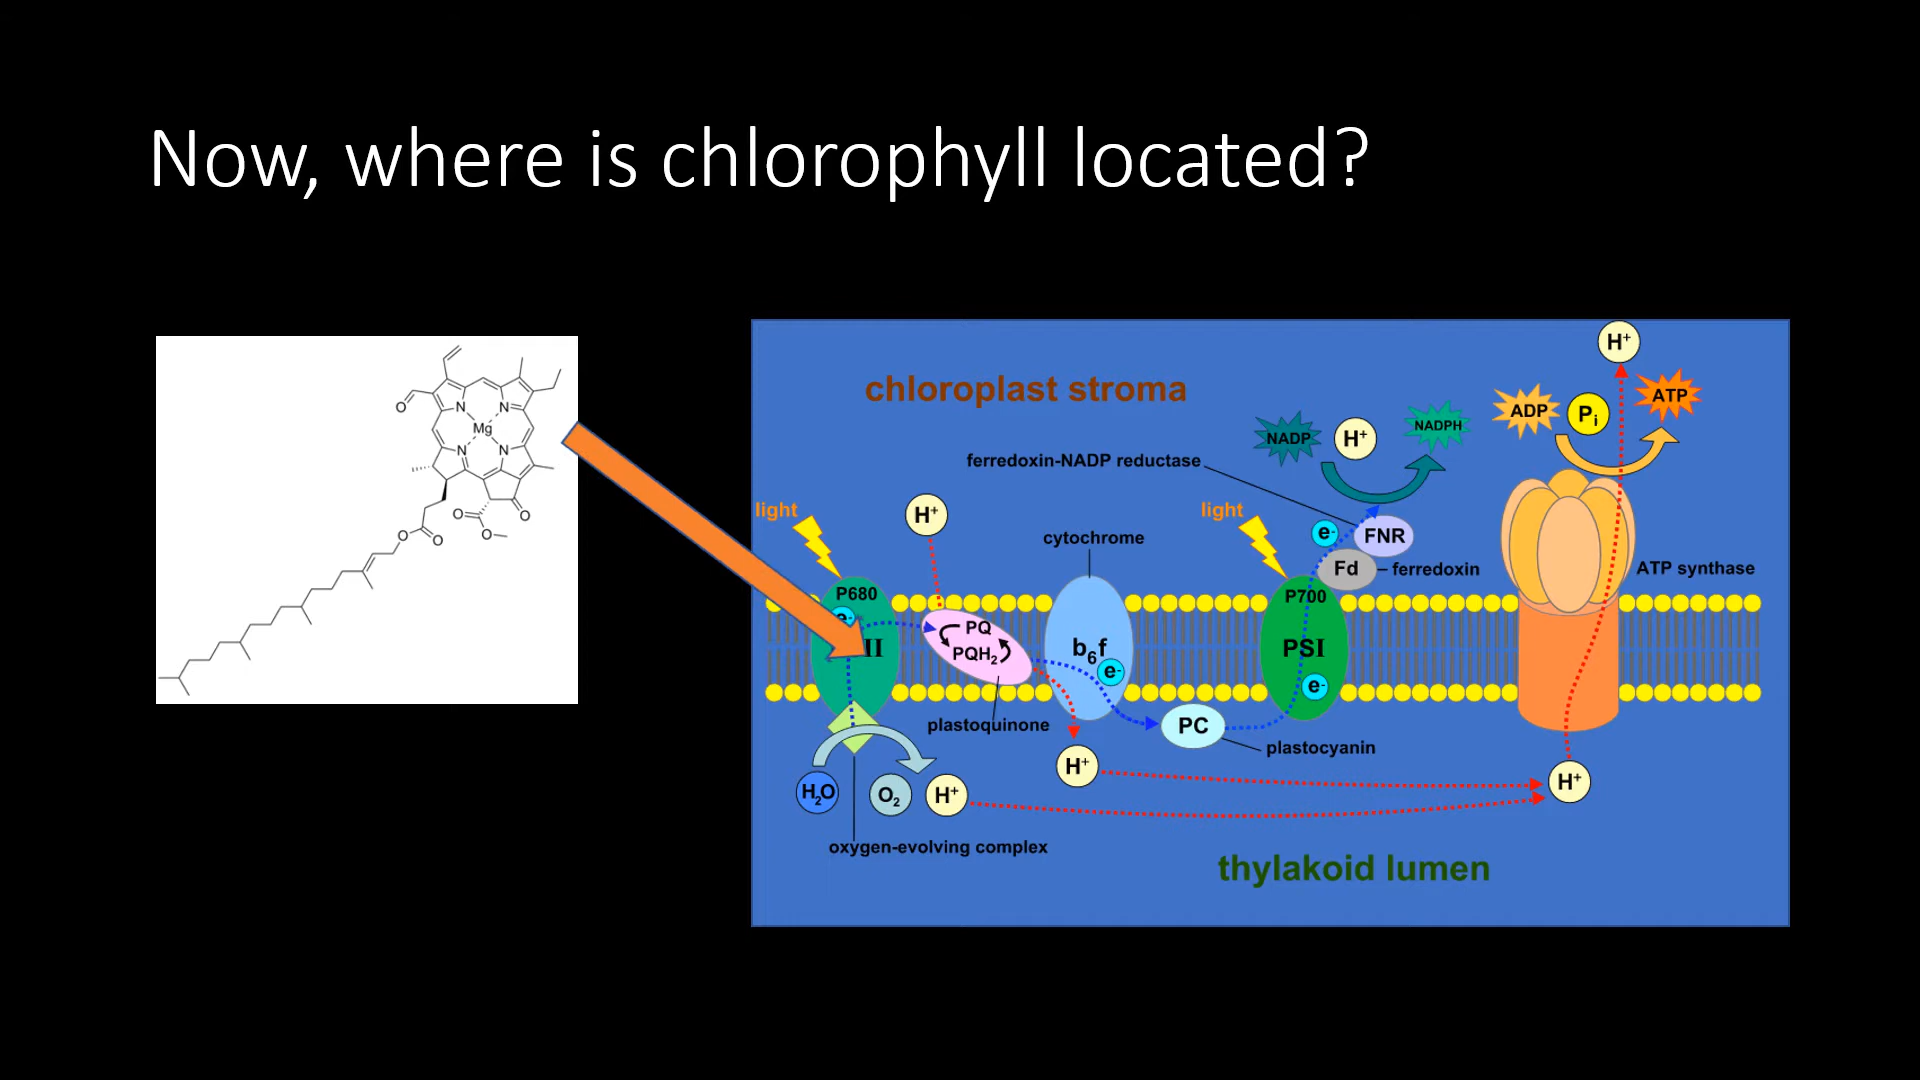 Now, where is chlorophyll located?
O
N
N
Mg
N
N
O
O
O
O
O
chloroplast stroma
H⁺
ADP
Pᵢ
ATP
NADP
H⁺
NADPH
ferredoxin-NADP reductase
light
H⁺
light
cytochrome
e⁻
FNR
Fd
ferredoxin
ATP synthase
P680
e⁻
II
PQ
PQH₂
b₆f
e⁻
P700
PSI
e⁻
plastoquinone
PC
plastocyanin
H⁺
H⁺
H₂O
O₂
H⁺
oxygen-evolving complex
thylakoid lumen